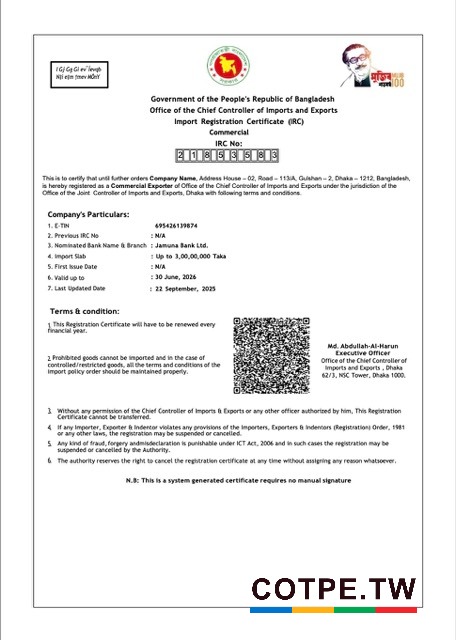 I Gj Gg GI ev¯Íevqb
Government of the People's Republic of Bangladesh
Office of the Chief Controller of Imports and Exports
Import Registration Certificate (IRC)
Commercial
IRC No:
2 1 8 5 3 5 8 3
This is to certify that until further orders Company Name, Address House – 02, Road – 113/A, Gulshan – 2, Dhaka – 1212, Bangladesh,
is hereby registered as a Commercial Exporter of Office of the Chief Controller of Imports and Exports under the jurisdiction of the
Office of the Joint Controller of Imports and Exports, Dhaka with following terms and conditions.
Company's Particulars:
1. E-TIN 695426139874
2. Previous IRC No : N/A
3. Nominated Bank Name & Branch : Jamuna Bank Ltd.
4. Import Slab : Up to 3,00,00,000 Taka
5. First Issue Date : N/A
6. Valid up to : 30 June, 2026
7. Last Updated Date : 22 September, 2025
Terms & condition:
1. This Registration Certificate will have to be renewed every
financial year.
2. Prohibited goods cannot be imported and in the case of
controlled/restricted goods, all the terms and conditions of the
import policy order should be maintained properly.
Md. Abdullah-Al-Harun
Executive Officer
Office of the Chief Controller of
Imports and Exports , Dhaka
62/3, NSC Tower, Dhaka 1000.
3. Without any permission of the Chief Controller of Imports & Exports or any other officer authorized by him, This Registration
Certificate cannot be transferred.
4. If any Importer, Exporter & Indentor violates any provisions of the Importers, Exporters & Indentors (Registration) Order, 1981
or any other laws, the registration may be suspended or cancelled.
5. Any kind of fraud, forgery andmisdeclaration is punishable under ICT Act, 2006 and in such cases the registration may be
suspended or cancelled by the Authority.
6. The authority reserves the right to cancel the registration certificate at any time without assigning any reason whatsoever.
N.B: This is a system generated certificate requires no manual signature
COTPE.TW